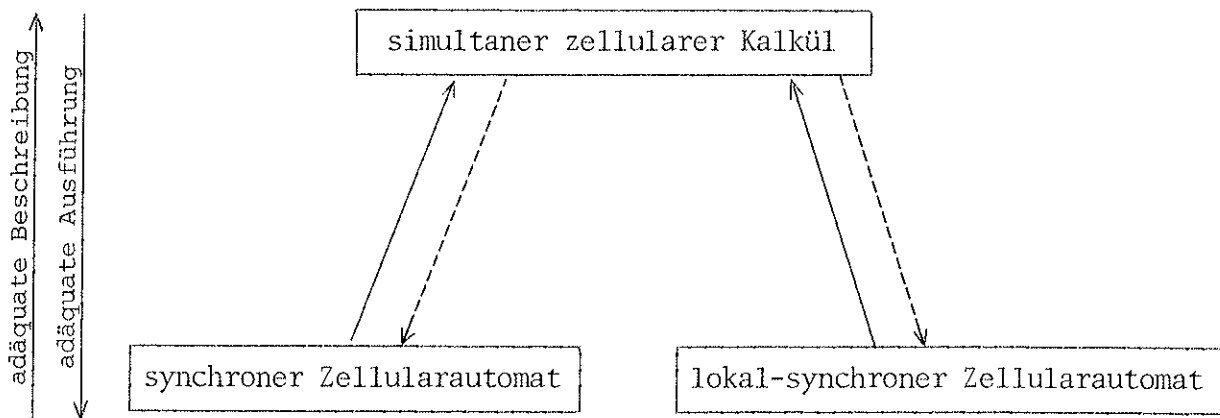 adäquate Beschreibung
adäquate Ausführung
simultaner zellularer Kalkül
synchroner Zellularautomat
lokal-synchroner Zellularautomat